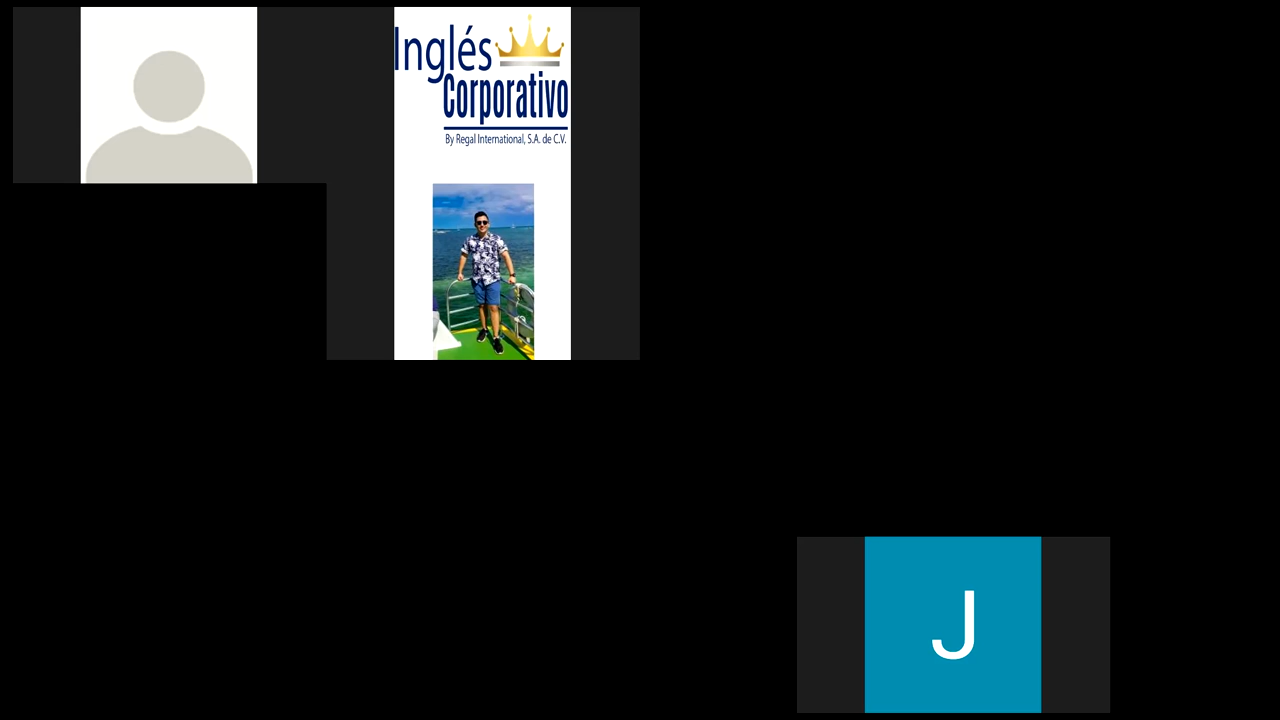 Inglés
Corporativo
By Regal International, S.A. de C.V.
J